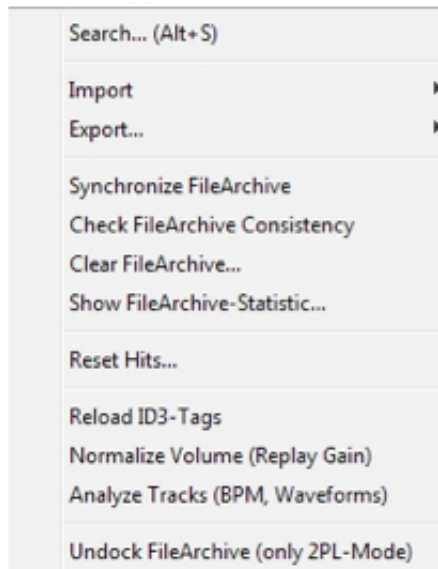 Search... (Alt+S)
Import
Export...
Synchronize FileArchive
Check FileArchive Consistency
Clear FileArchive...
Show FileArchive-Statistic...
Reset Hits...
Reload ID3-Tags
Normalize Volume (Replay Gain)
Analyze Tracks (BPM, Waveforms)
Undock FileArchive (only 2PL-Mode)